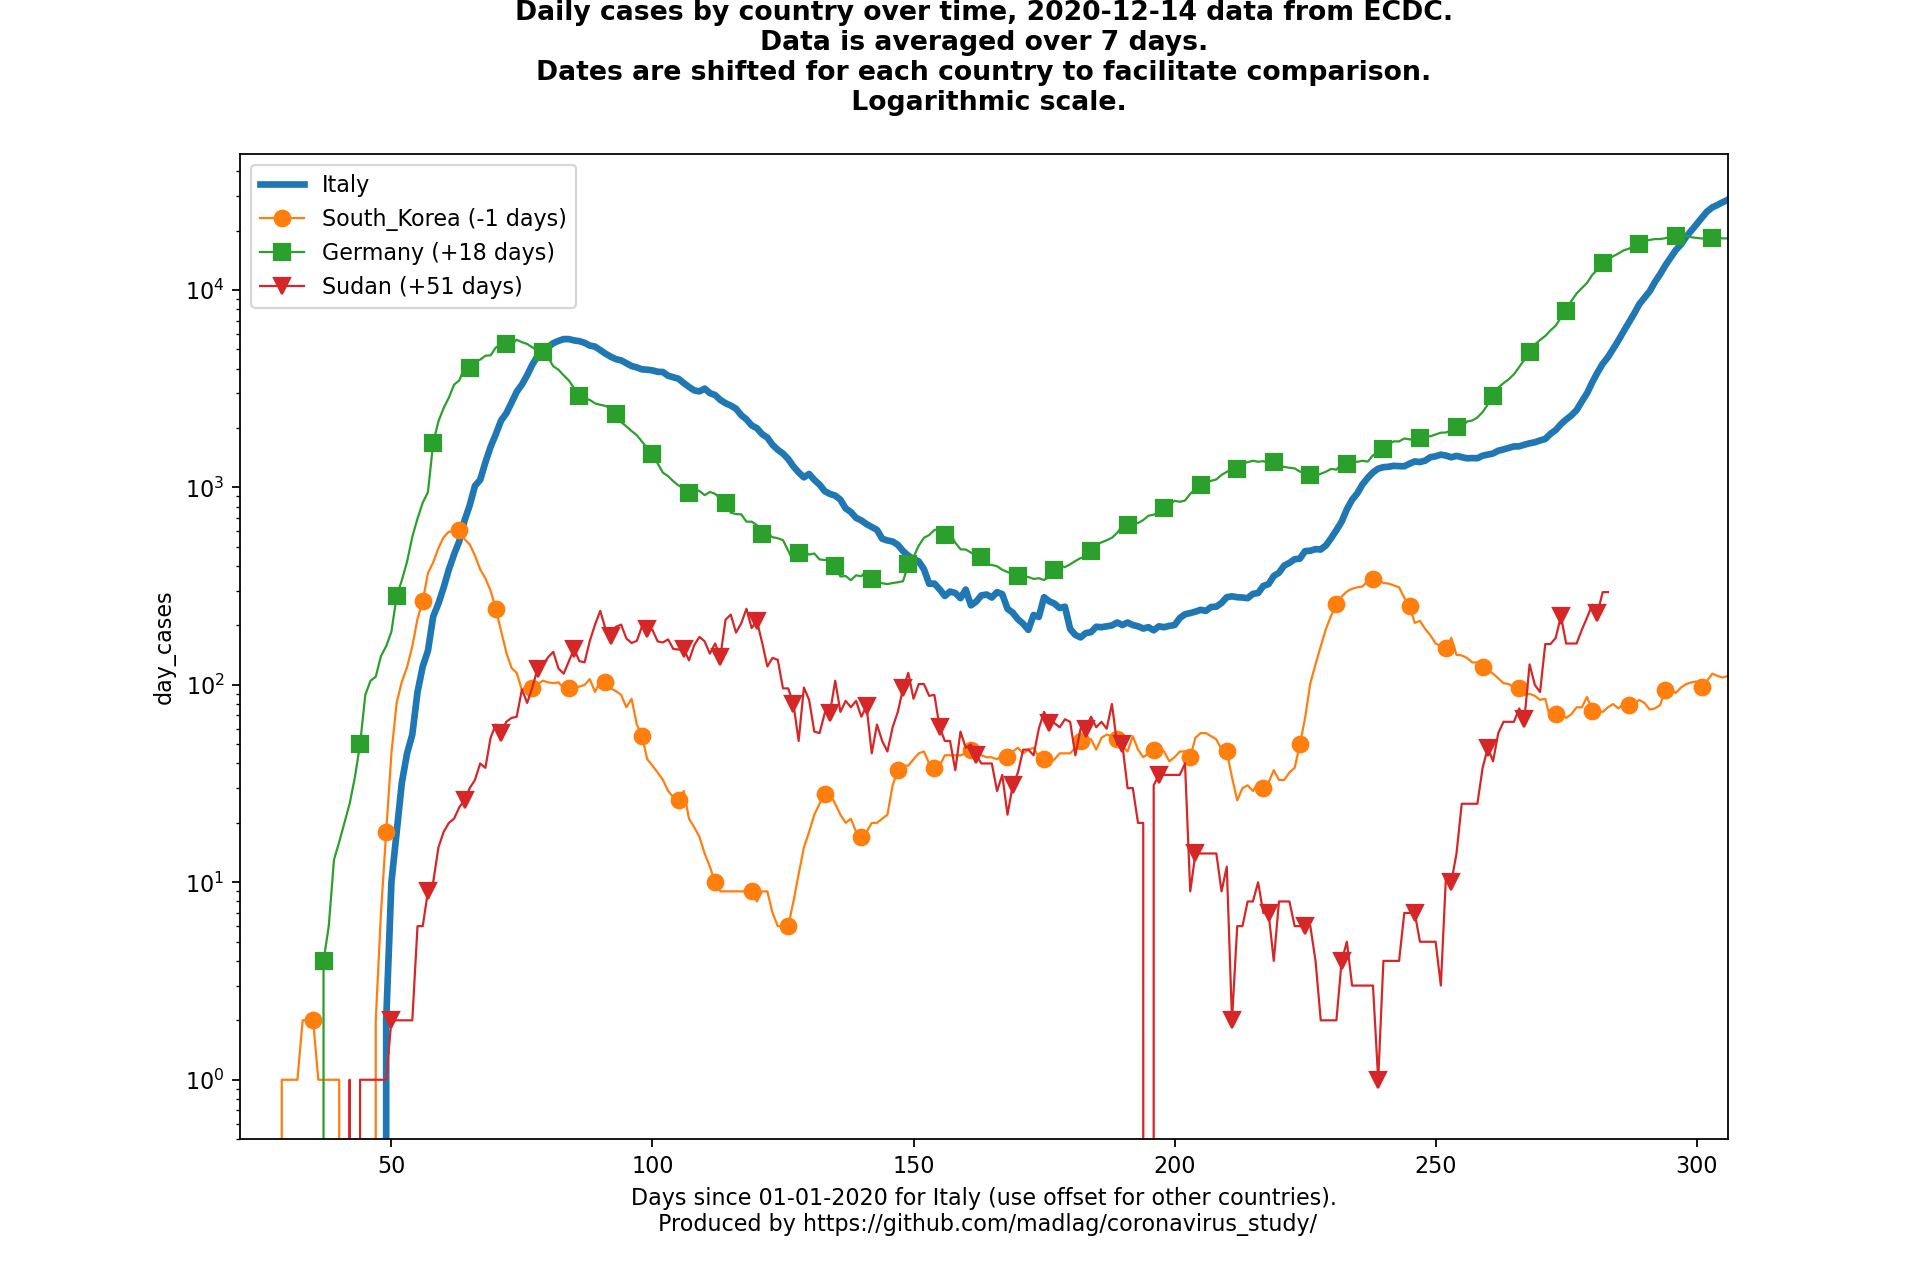 Daily cases by country over time, 2020-12-14 data from ECDC.
Data is averaged over 7 days.
Dates are shifted for each country to facilitate comparison.
Logarithmic scale.
Italy
South_Korea (-1 days)
Germany (+18 days)
Sudan (+51 days)
day_cases
10⁴
10³
10²
10¹
10⁰
50 100 150 200 250 300
Days since 01-01-2020 for Italy (use offset for other countries).
Produced by https://github.com/madlag/coronavirus_study/